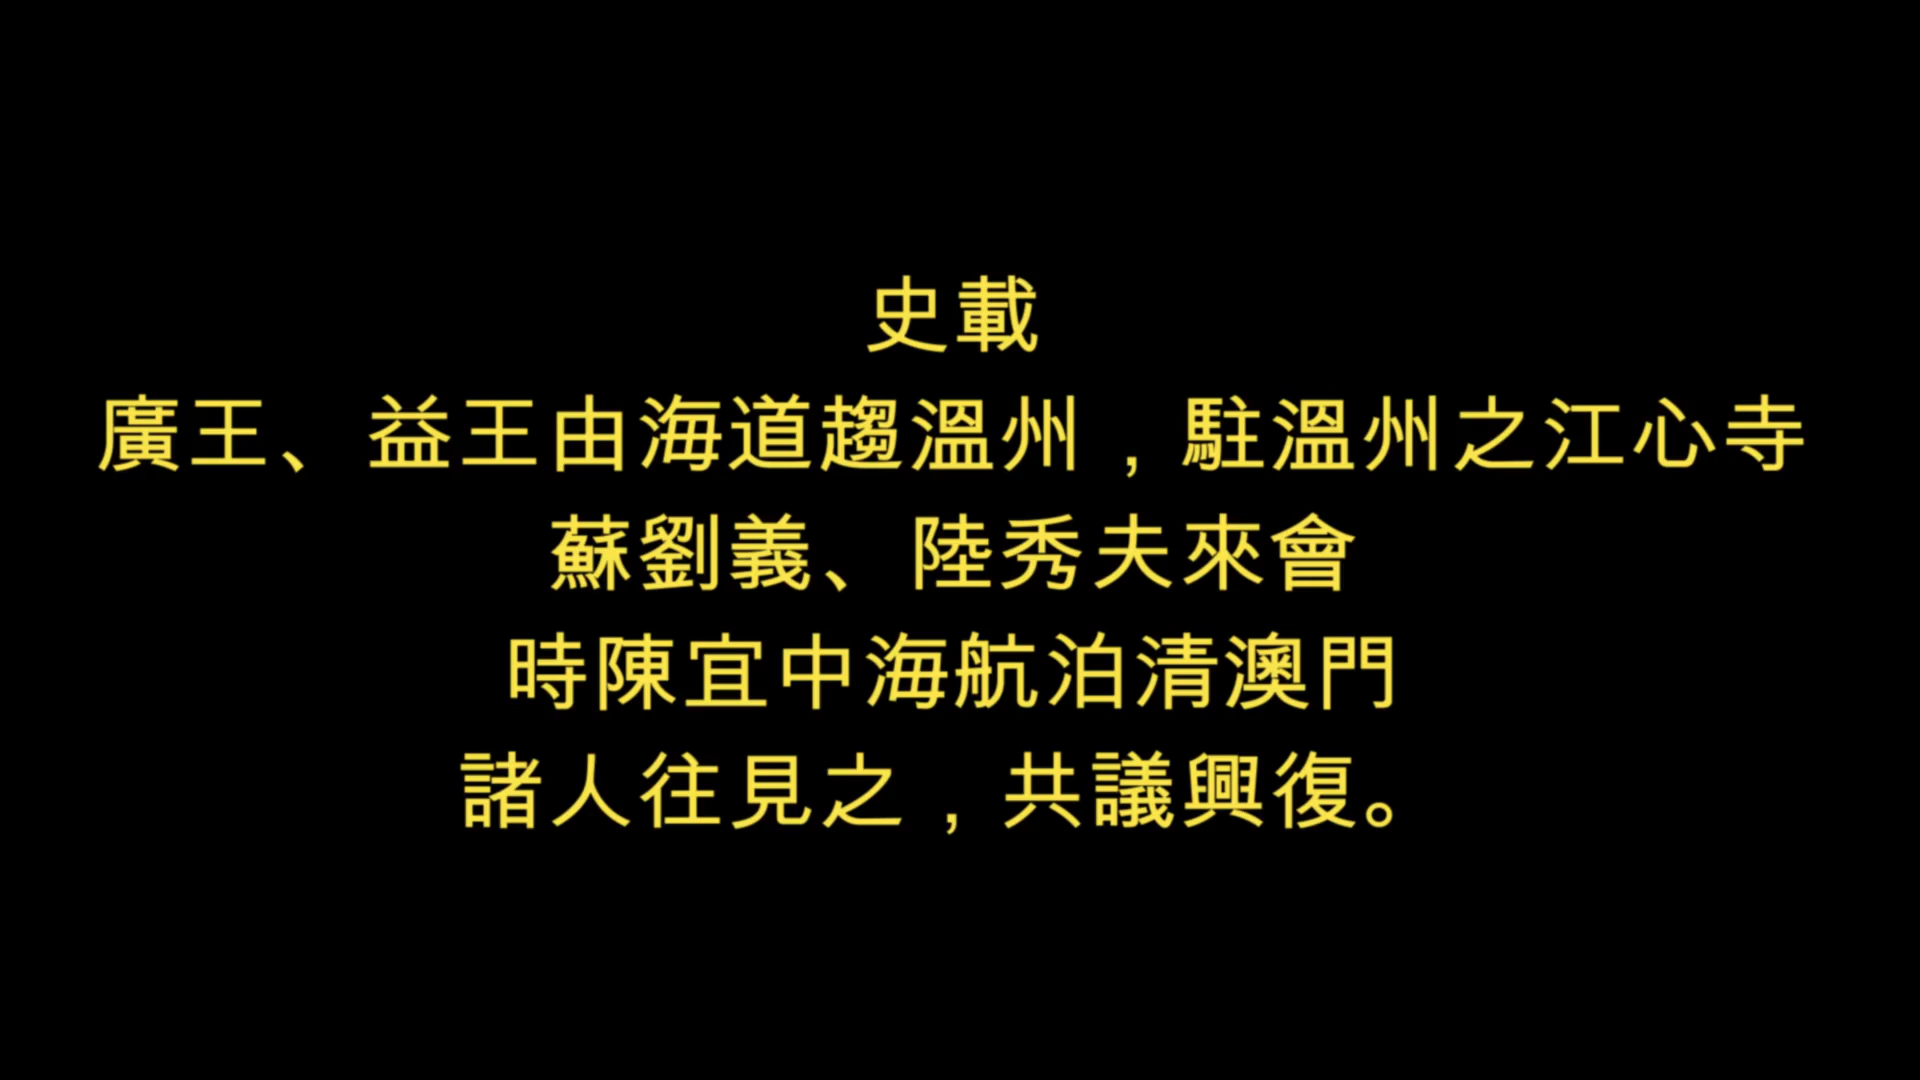 史載
廣王、益王由海道趨溫州，駐溫州之江心寺
蘇劉義、陸秀夫來會
時陳宜中海航泊清澳門
諸人往見之，共議興復。